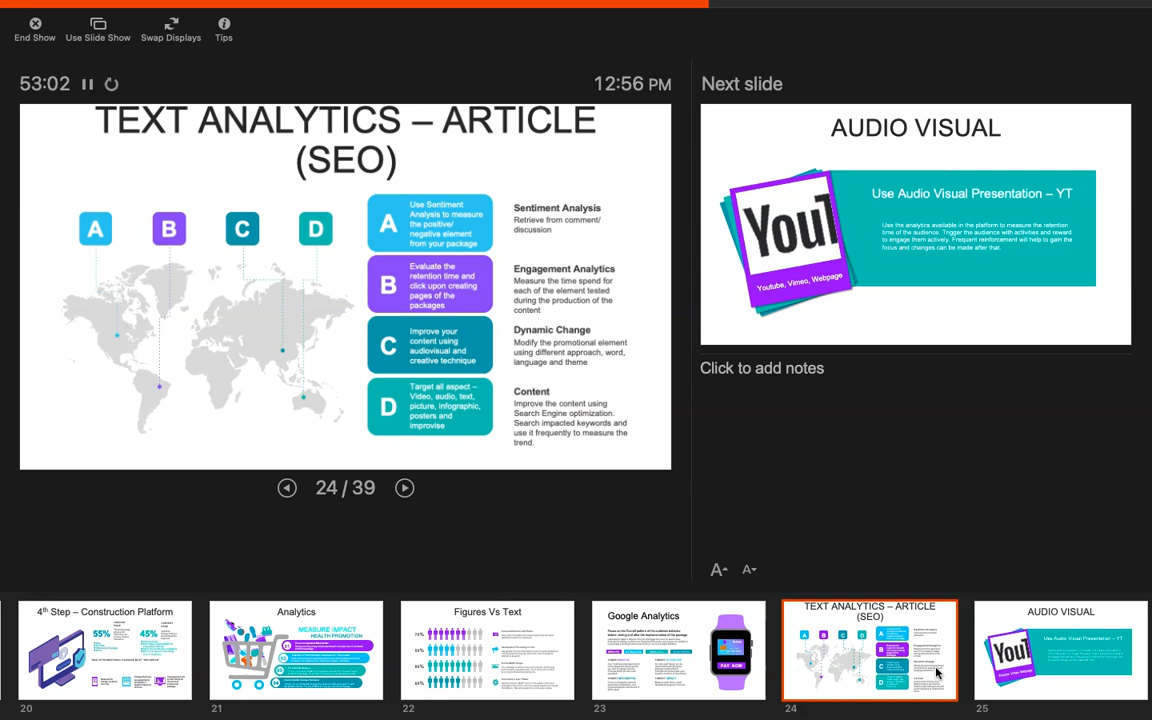 End Show
Use Slide Show
Swap Displays
Tips
53:02
12:56 PM
Next slide
TEXT ANALYTICS – ARTICLE
(SEO)
A
B
C
D
A
Use Sentiment
Analysis to measure
the positive/
negative element
from your package
B
Evaluate the
retention time and
click upon creating
pages of the
packages
C
Improve your
content using
audiovisual and
creative technique
D
Target all aspect –
Video, audio, text,
picture, infographic,
posters and
improvise
Sentiment Analysis
Retrieve from comment/
discussion
Engagement Analytics
Measure the time spend for
each of the element tested
during the production of the
content
Dynamic Change
Modify the promotional element
using different approach, word,
language and theme
Content
Improve the content using
Search Engine optimization.
Search impacted keywords and
use it frequently to measure the
trend.
24 / 39
AUDIO VISUAL
YouT
Youtube, Vimeo, Webpage
Use Audio Visual Presentation – YT
Use the analytics available in the platform to measure the retention
time of the audience. Trigger the audience with activities and reward
to engage them actively. Frequent reinforcement will help to gain the
focus and changes can be made after that.
Click to add notes
A
A
4th Step – Construction Platform
55%
45%
20
Analytics
MEASURE IMPACT
HEALTH PROMOTION
21
Figures Vs Text
22
Google Analytics
PAY NOW
23
TEXT ANALYTICS – ARTICLE
(SEO)
A
B
C
D
A
B
C
D
24
AUDIO VISUAL
YouT
Youtube, Vimeo, Webpage
Use Audio Visual Presentation – YT
25